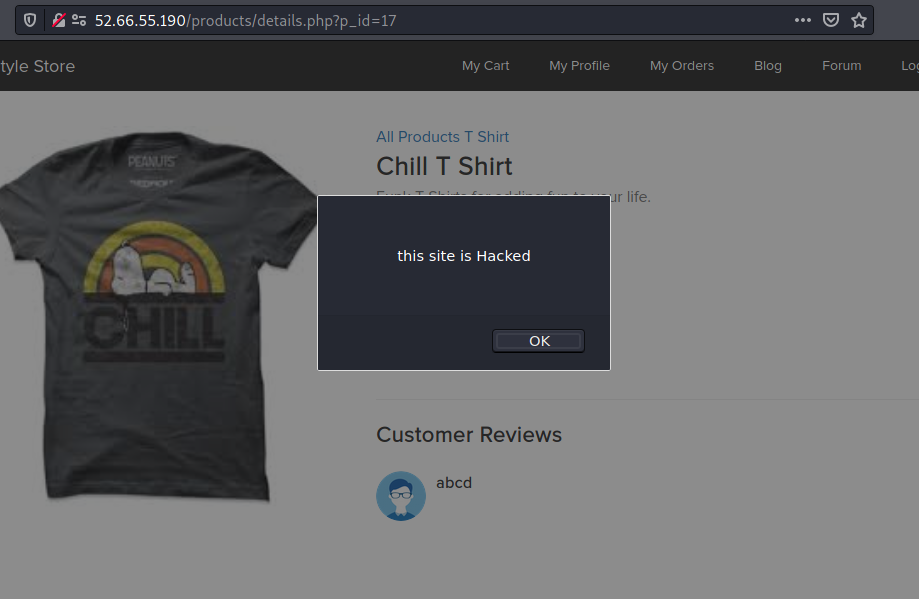 52.66.55.190/products/details.php?p_id=17
tyle Store My Cart My Profile My Orders Blog Forum Log
All Products T Shirt
PEANUTS
Chill T Shirt
Funk T Shirts for adding fun to your life.
this site is Hacked
CHILL
OK
Customer Reviews
abcd